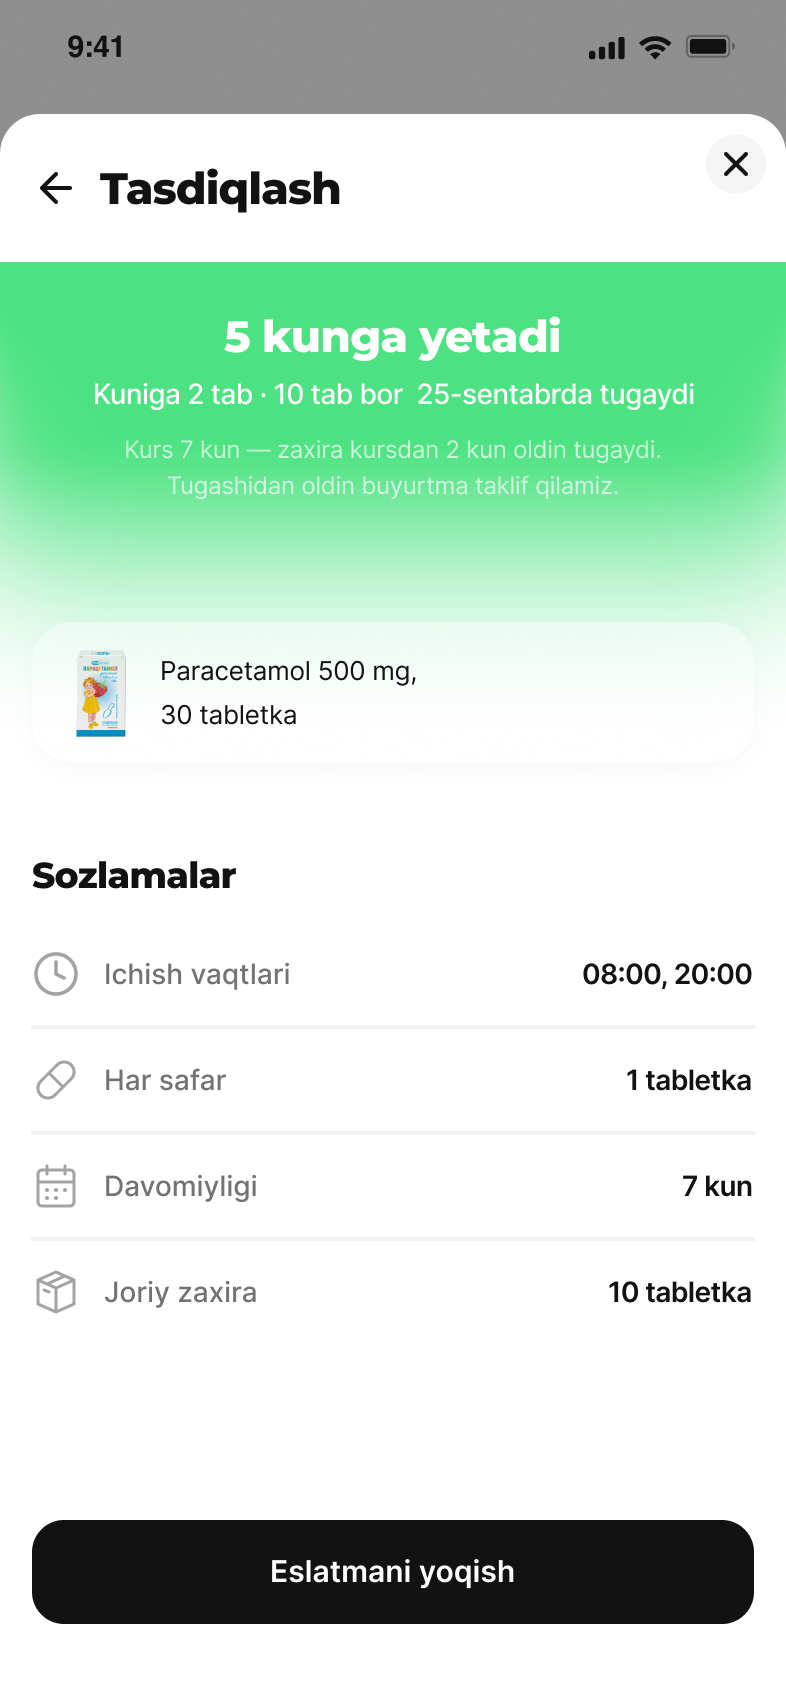 9:41
Tasdiqlash
5 kunga yetadi
Kuniga 2 tab · 10 tab bor  25-sentabrda tugaydi
Kurs 7 kun — zaxira kursdan 2 kun oldin tugaydi.
Tugashidan oldin buyurtma taklif qilamiz.
ПАРАЦЕТАМОЛ
Paracetamol 500 mg,
30 tabletka
Sozlamalar
Ichish vaqtlari 08:00, 20:00
Har safar 1 tabletka
Davomiyligi 7 kun
Joriy zaxira 10 tabletka
Eslatmani yoqish